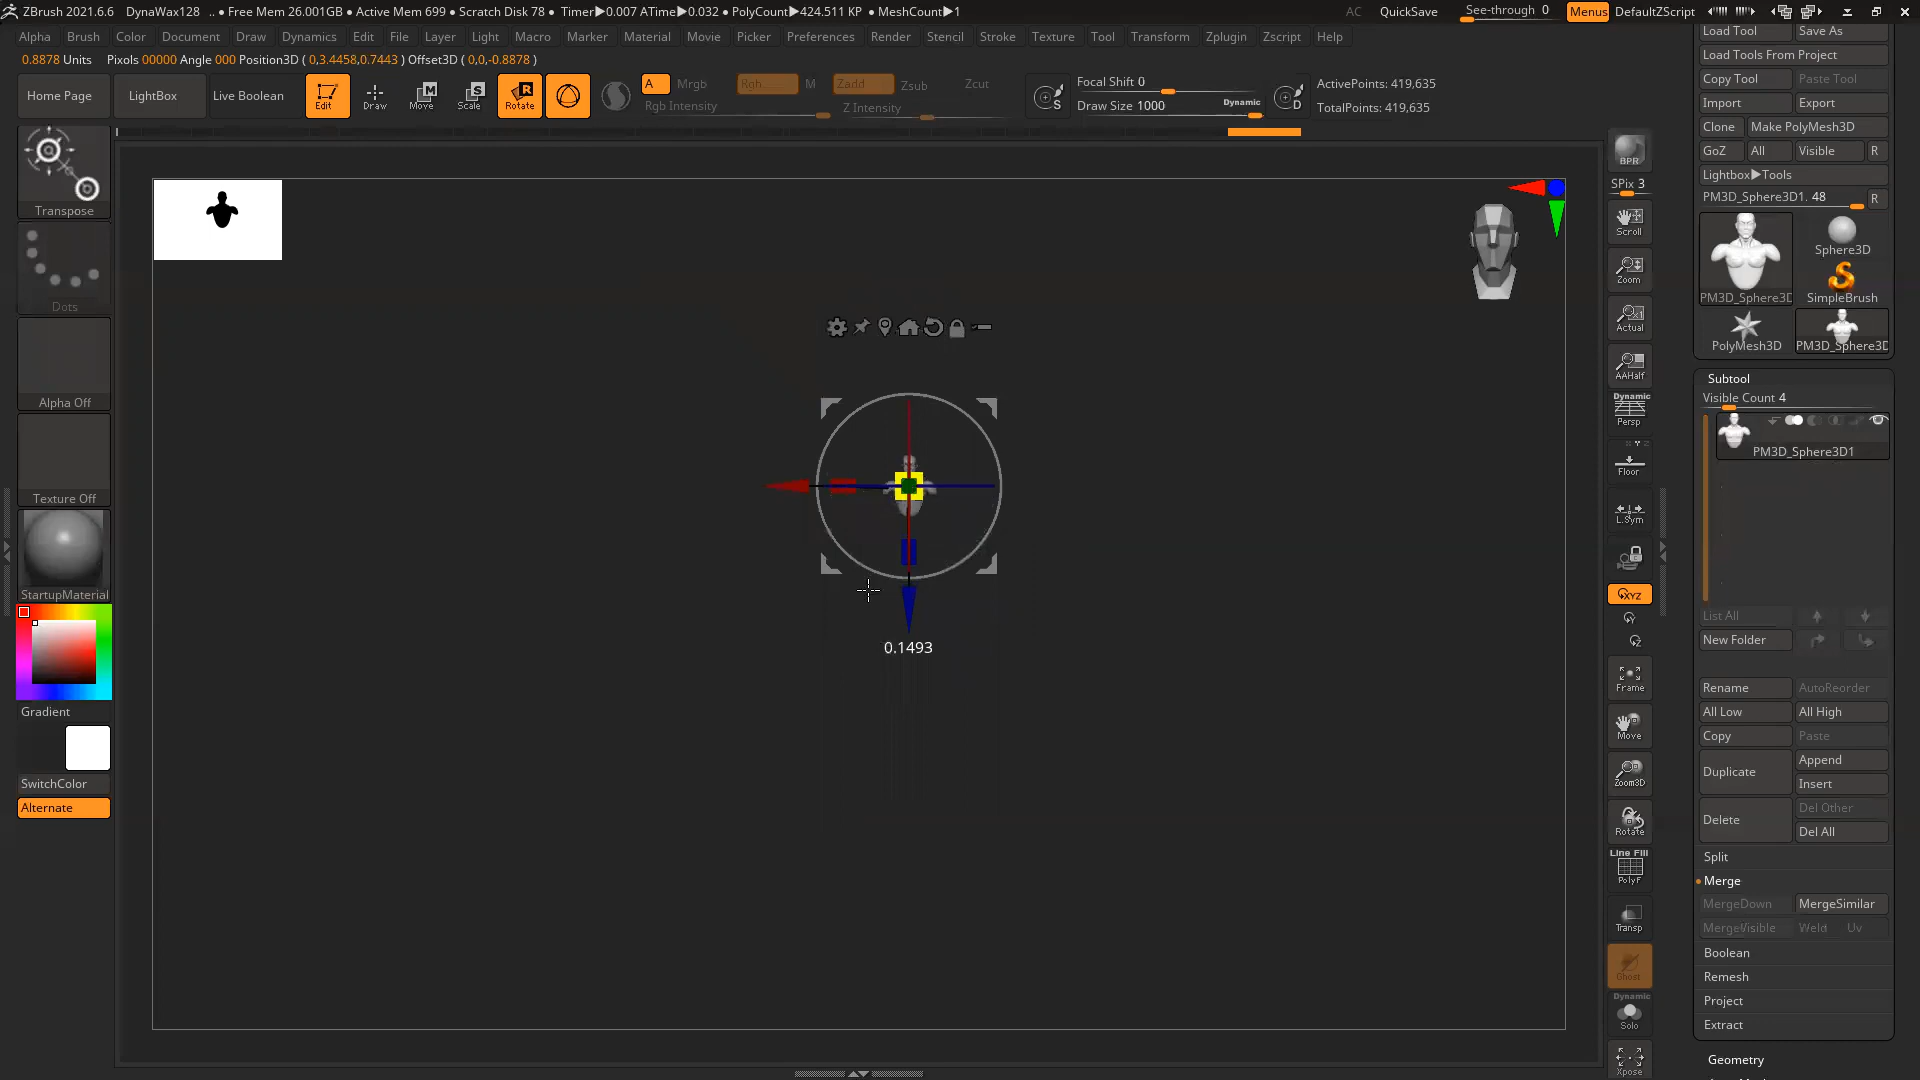 ZBrush 2021.6.6 DynaWax128 .. ● Free Mem 26.001GB ● Active Mem 699 ● Scratch Disk 78 ● Timer▶0.007 ATime▶0.032 ● PolyCount▶424.511 KP ● MeshCount▶1 AC QuickSave See-through 0 Menus DefaultZScript
Alpha Brush Color Document Draw Dynamics Edit File Layer Light Macro Marker Material Movie Picker Preferences Render Stencil Stroke Texture Tool Transform Zplugin Zscript Help
0.8878 Units Pixols 00000 Angle 000 Position3D ( 0,3.4458,0.7443 ) Offset3D ( 0,0,-0.8878 )
Home Page LightBox Live Boolean Edit Draw Move Scale Rotate
A Mrgb Rgb M Zadd Zsub Zcut
Rgb Intensity Z Intensity
S Focal Shift 0
Draw Size 1000 Dynamic D
ActivePoints: 419,635
TotalPoints: 419,635
Transpose
Dots
Alpha Off
Texture Off
StartupMaterial
Gradient
SwitchColor
Alternate
0.1493
BPR
SPix 3
Scroll
Zoom
Actual
AAHalf
Dynamic
Persp
Floor
L.Sym
XYZ
Y
Z
Frame
Move
Zoom3D
Rotate
Line Fill
PolyF
Transp
Ghost
Dynamic
Solo
Xpose
Load Tool Save As
Load Tools From Project
Copy Tool Paste Tool
Import Export
Clone Make PolyMesh3D
GoZ All Visible R
Lightbox▶Tools
PM3D_Sphere3D1. 48 R
Sphere3D
PM3D_Sphere3D SimpleBrush
PolyMesh3D PM3D_Sphere3D
Subtool
Visible Count 4
PM3D_Sphere3D1
List All
New Folder
Rename AutoReorder
All Low All High
Copy Paste
Duplicate Append
Insert
Delete Del Other
Del All
Split
Merge
MergeDown MergeSimilar
MergeVisible Weld Uv
Boolean
Remesh
Project
Extract
Geometry